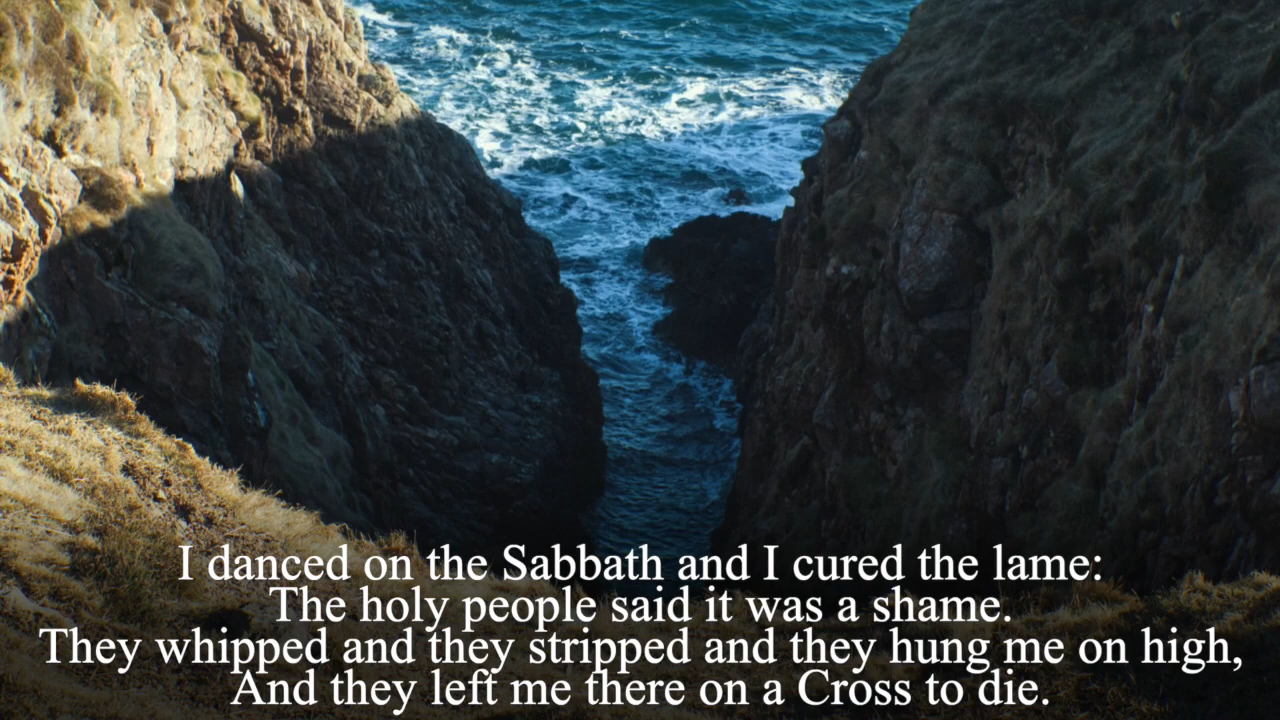 I danced on the Sabbath and I cured the lame:
The holy people said it was a shame.
They whipped and they stripped and they hung me on high,
And they left me there on a Cross to die.